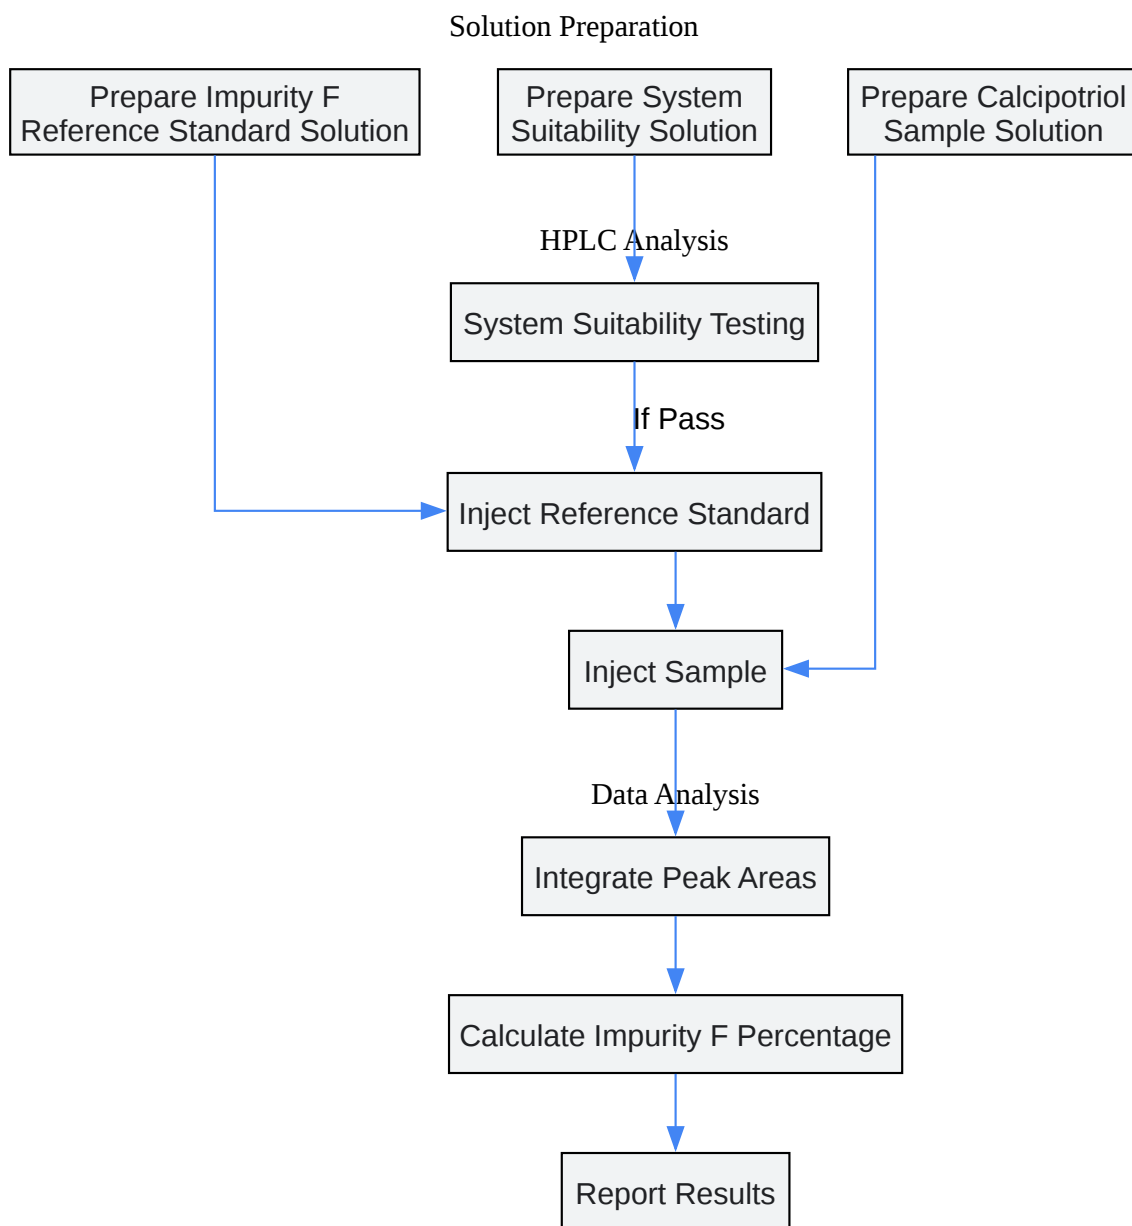 Solution Preparation
Prepare Impurity F
Reference Standard Solution
Prepare System
Suitability Solution
Prepare Calcipotriol
Sample Solution
HPLC Analysis
System Suitability Testing
If Pass
Inject Reference Standard
Inject Sample
Data Analysis
Integrate Peak Areas
Calculate Impurity F Percentage
Report Results